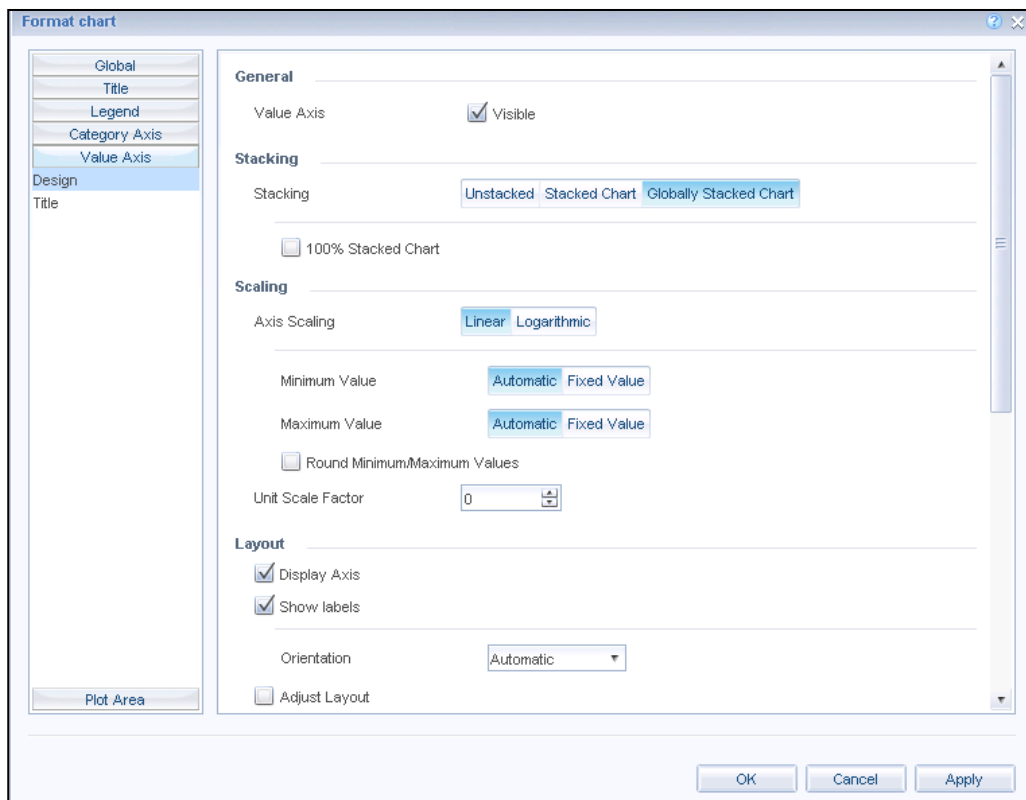 Format chart
Global
Title
Legend
Category Axis
Value Axis
Design
Title
Plot Area
General
Value Axis Visible
Stacking
Stacking Unstacked Stacked Chart Globally Stacked Chart
100% Stacked Chart
Scaling
Axis Scaling Linear Logarithmic
Minimum Value Automatic Fixed Value
Maximum Value Automatic Fixed Value
Round Minimum/Maximum Values
Unit Scale Factor 0
Layout
Display Axis
Show labels
Orientation Automatic
Adjust Layout
OK Cancel Apply